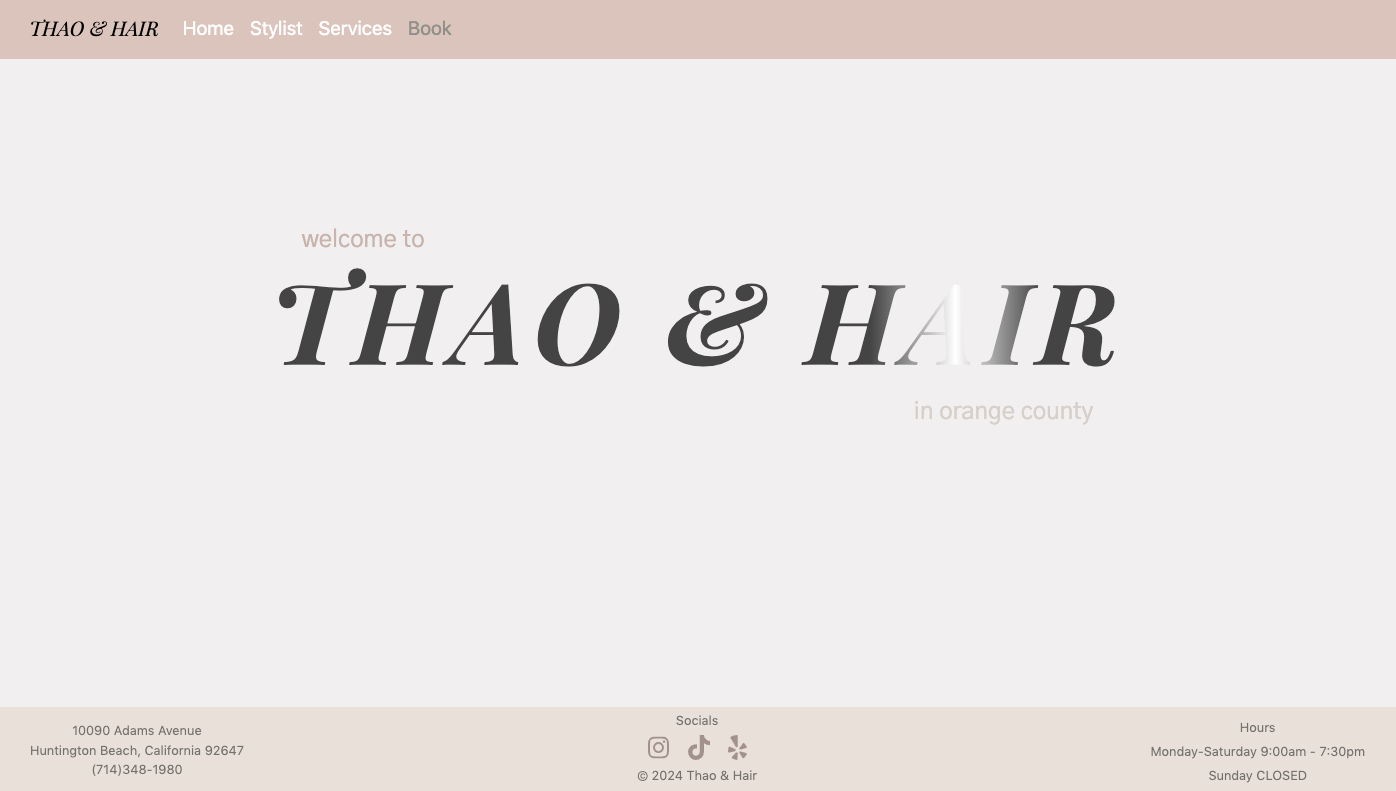 THAO & HAIR Home Stylist Services Book
welcome to
THAO & HAIR
in orange county
10090 Adams Avenue
Huntington Beach, California 92647
(714)348-1980
Socials
© 2024 Thao & Hair
Hours
Monday-Saturday 9:00am - 7:30pm
Sunday CLOSED